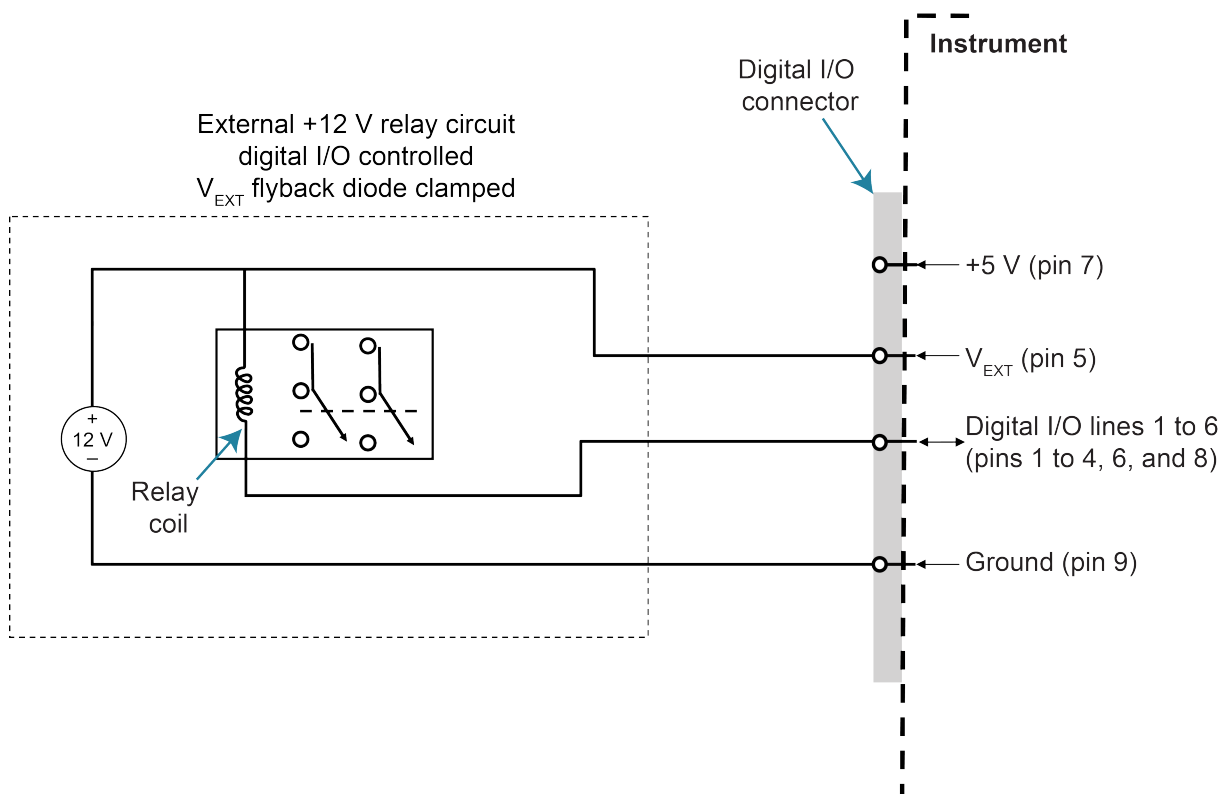 Instrument
Digital I/O
connector
External +12 V relay circuit
digital I/O controlled
VEXT flyback diode clamped
+5 V (pin 7)
VEXT (pin 5)
Digital I/O lines 1 to 6
(pins 1 to 4, 6, and 8)
+
12 V
–
Relay
coil
Ground (pin 9)